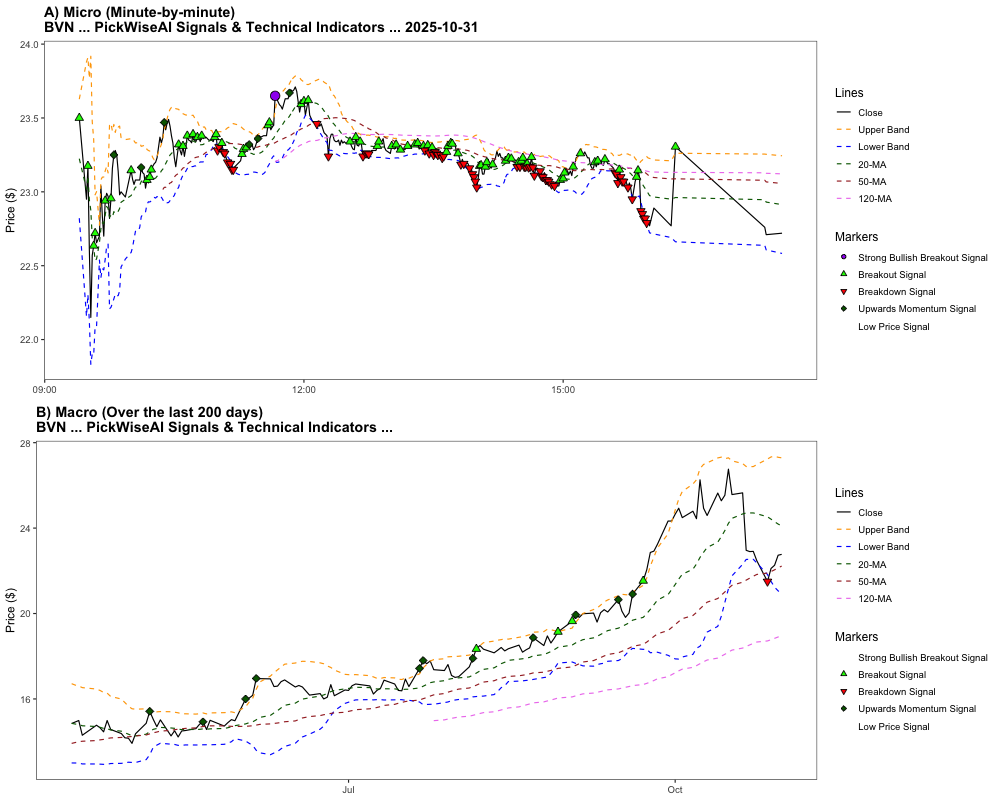 A) Micro (Minute-by-minute)
BVN ... PickWiseAI Signals & Technical Indicators ... 2025-10-31
24.0
23.5
23.0
22.5
22.0
Price ($)
09:00
12:00
15:00
Lines
Close
Upper Band
Lower Band
20-MA
50-MA
120-MA
Markers
Strong Bullish Breakout Signal
Breakout Signal
Breakdown Signal
Upwards Momentum Signal
Low Price Signal
B) Macro (Over the last 200 days)
BVN ... PickWiseAI Signals & Technical Indicators ...
28
24
20
16
Price ($)
Jul
Oct
Lines
Close
Upper Band
Lower Band
20-MA
50-MA
120-MA
Markers
Strong Bullish Breakout Signal
Breakout Signal
Breakdown Signal
Upwards Momentum Signal
Low Price Signal